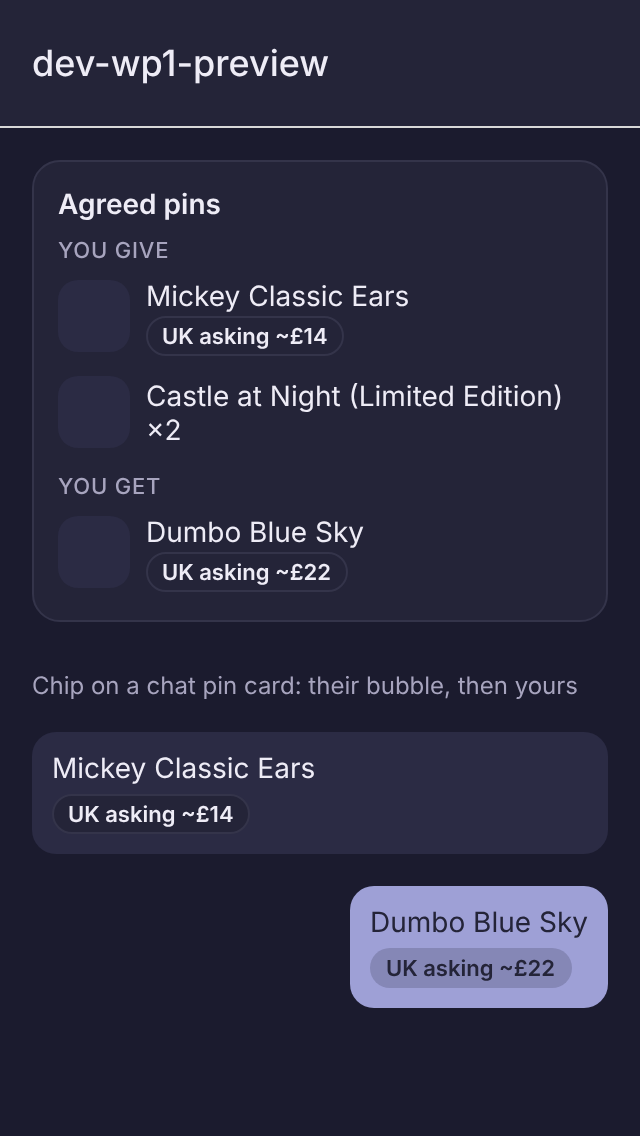 dev-wp1-preview
Agreed pins
YOU GIVE
Mickey Classic Ears
UK asking ~£14
Castle at Night (Limited Edition)
×2
YOU GET
Dumbo Blue Sky
UK asking ~£22
Chip on a chat pin card: their bubble, then yours
Mickey Classic Ears
UK asking ~£14
Dumbo Blue Sky
UK asking ~£22